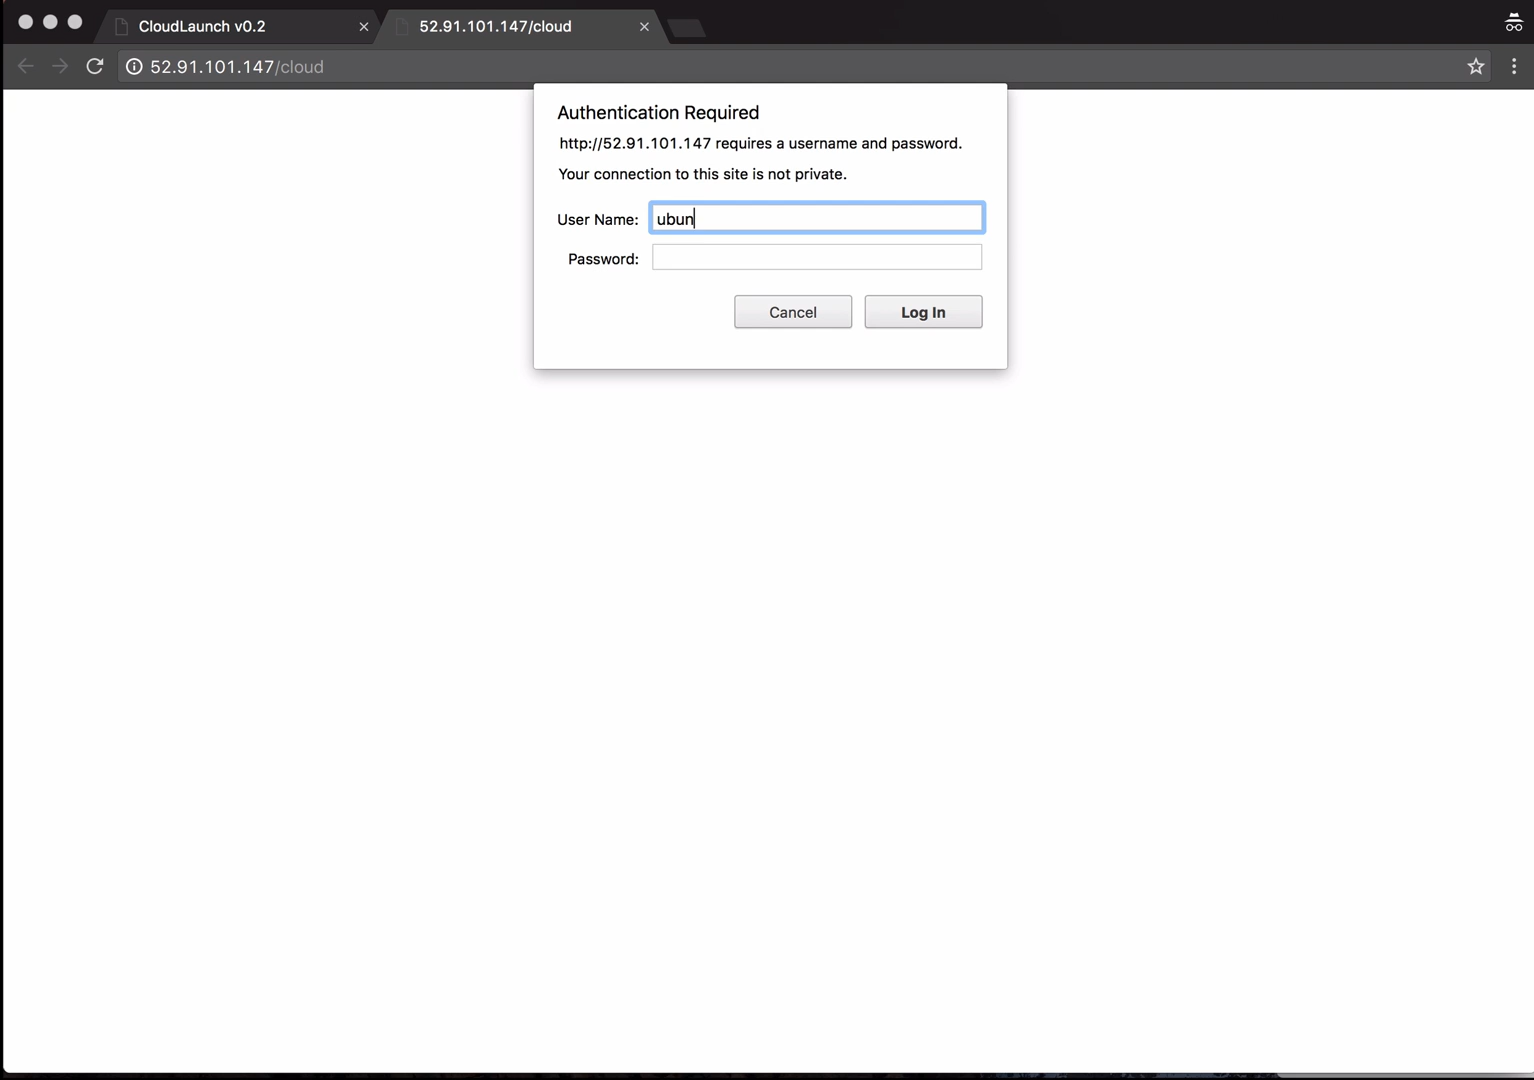 CloudLaunch v0.2
52.91.101.147/cloud
52.91.101.147/cloud
Authentication Required
http://52.91.101.147 requires a username and password.
Your connection to this site is not private.
User Name: ubun
Password:
Cancel Log In